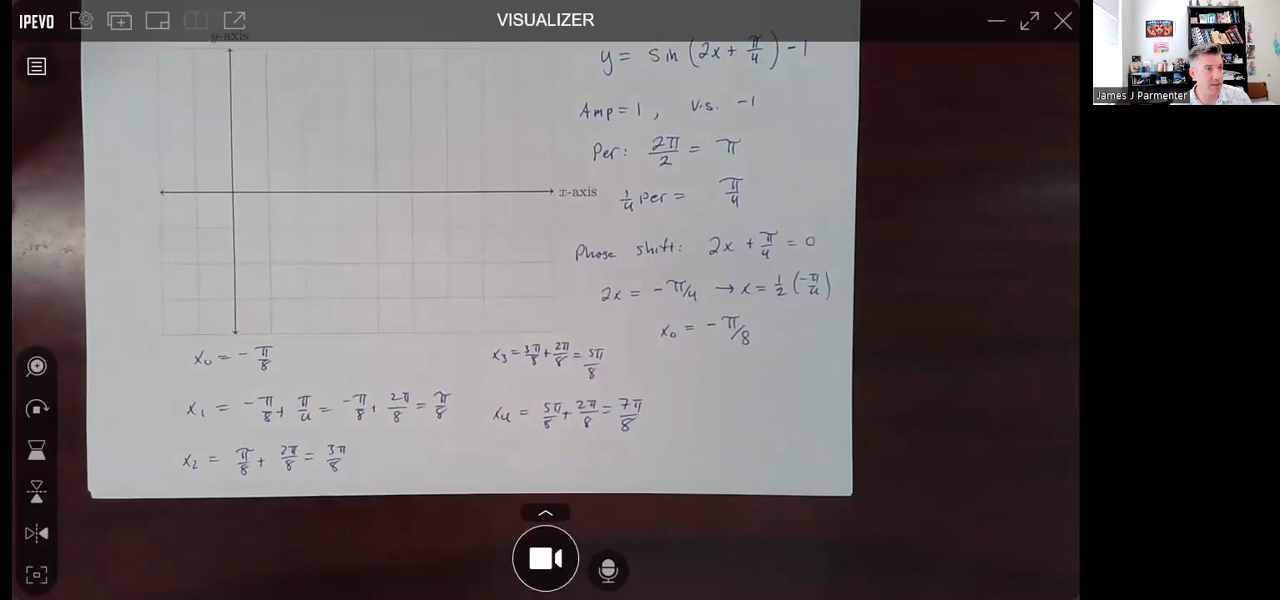 IPEVO
VISUALIZER
James J Parmenter
y-axis
x-axis
y = sin (2x + π/4) - 1
Amp = 1 , v.s. -1
Per: 2π/2 = π
1/4 Per = π/4
Phase shift: 2x + π/4 = 0
2x = - π/4 → x = 1/2 (-π/4)
x₀ = - π/8
x₀ = - π/8
x₁ = -π/8 + π/4 = -π/8 + 2π/8 = π/8
x₂ = π/8 + 2π/8 = 3π/8
x₃ = 3π/8 + 2π/8 = 5π/8
x₄ = 5π/8 + 2π/8 = 7π/8